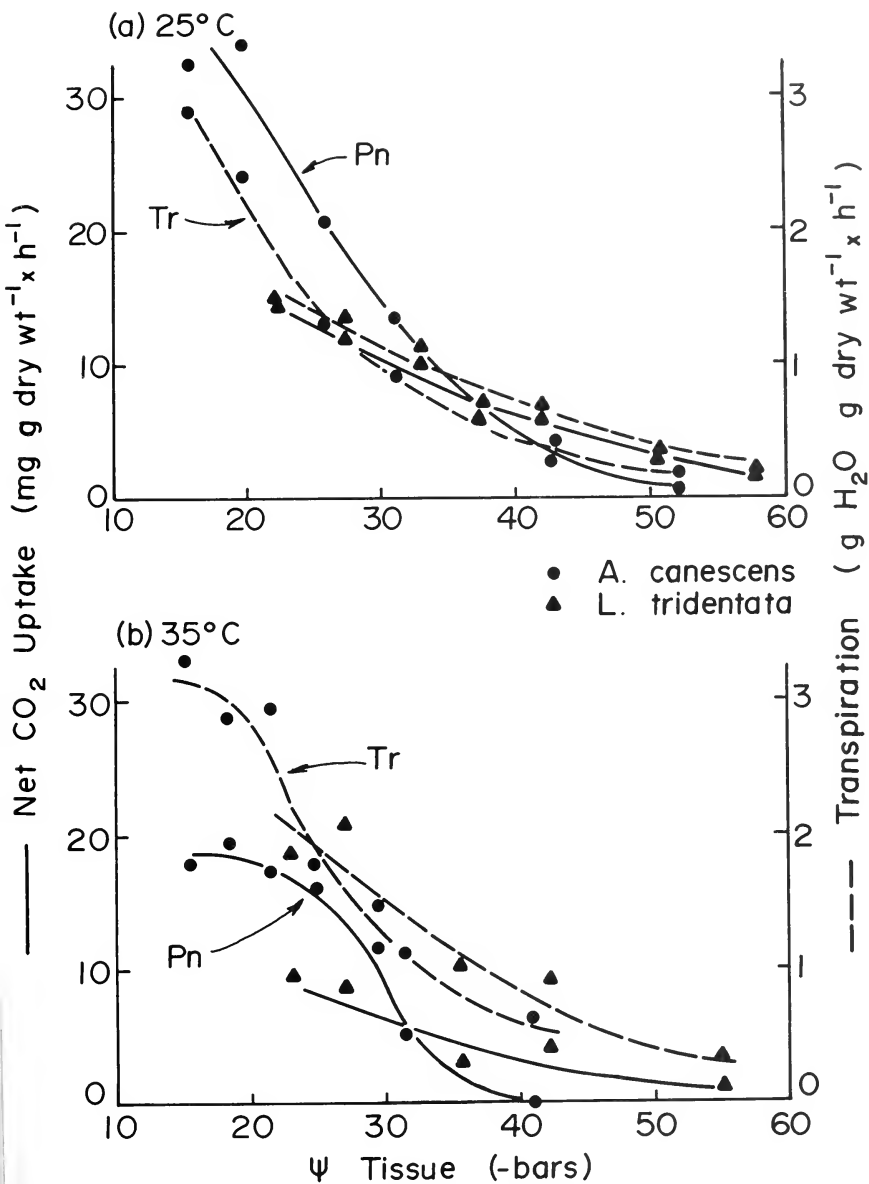 (a) 25°C
30
20
10
0
3
2
1
0
Pn
Tr
10 20 30 40 50 60
● A. canescens
▲ L. tridentata
(b) 35°C
30
20
10
0
3
2
1
0
Tr
Pn
10 20 30 40 50 60
Ψ Tissue (-bars)
Net CO₂ Uptake (mg g dry wt⁻¹ x h⁻¹)
Transpiration (g H₂O g dry wt⁻¹ x h⁻¹)